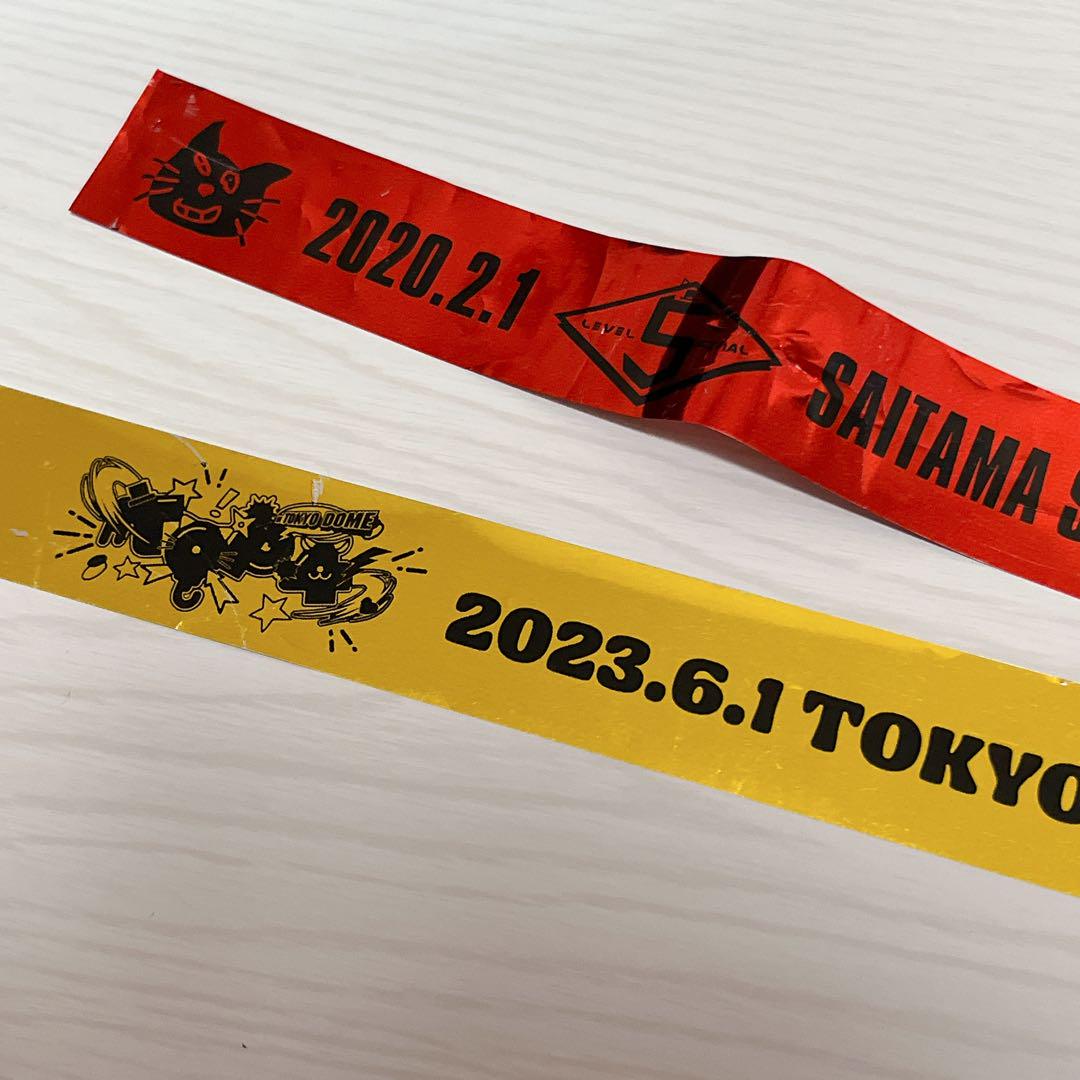 2020.2.1
LEVEL 5
SAITAMA S
TOKYO DOME
2023.6.1 TOKYO